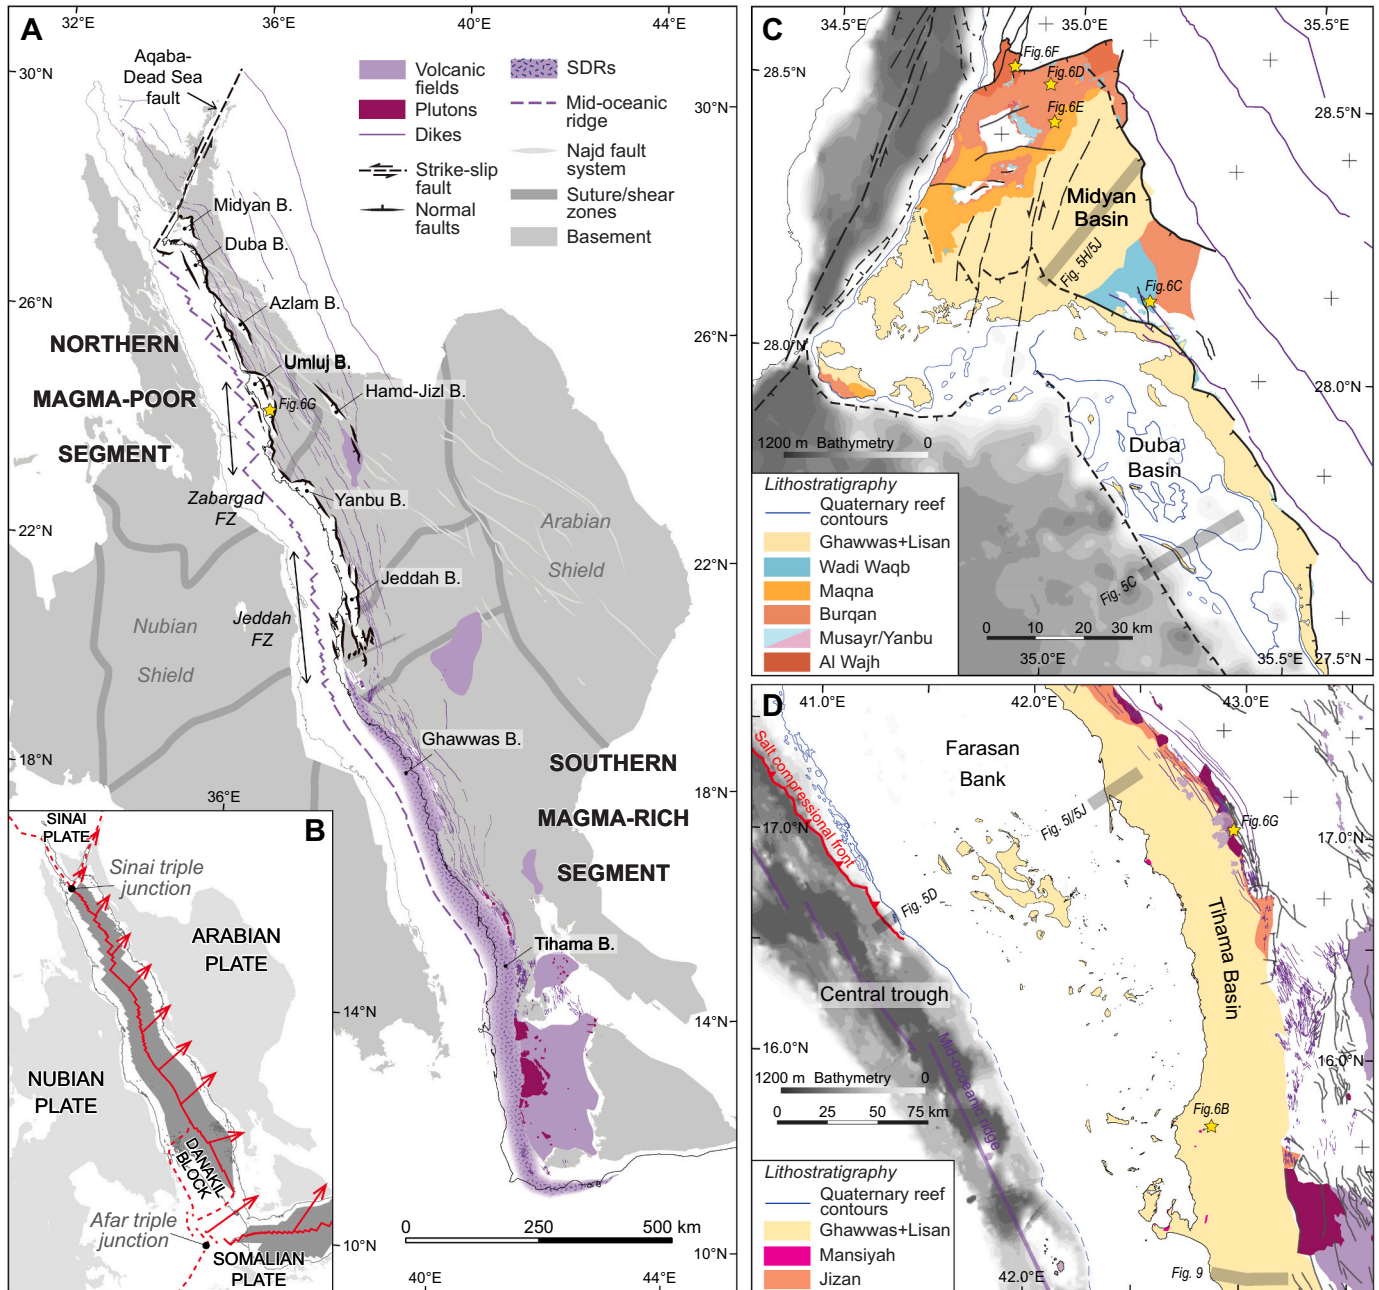 A
32°E
36°E
40°E
44°E
30°N
Aqaba-
Dead Sea
fault
Volcanic
fields
Plutons
Dikes
Strike-slip
fault
Normal
faults
SDRs
Mid-oceanic
ridge
Najd fault
system
Suture/shear
zones
Basement
30°N
Midyan B.
Duba B.
Azlam B.
26°N
26°N
NORTHERN
MAGMA-POOR
SEGMENT
Umluj B.
Fig.6G
Hamd-Jizl B.
Zabargad
FZ
Yanbu B.
Arabian
Shield
22°N
22°N
Jeddah B.
Jeddah
FZ
Nubian
Shield
Ghawwas B.
SOUTHERN
MAGMA-RICH
SEGMENT
18°N
18°N
36°E
Tihama B.
14°N
14°N
0
250
500 km
10°N
10°N
40°E
44°E
B
SINAI
PLATE
Sinai triple
junction
ARABIAN
PLATE
NUBIAN
PLATE
DANAKIL
BLOCK
Afar triple
junction
SOMALIAN
PLATE
C
34.5°E
35.0°E
35.5°E
28.5°N
28.5°N
Fig.6F
Fig.6D
Fig.6E
Midyan
Basin
Fig. 5H/5J
Fig.6C
28.0°N
28.0°N
1200 m Bathymetry 0
Duba
Basin
Fig. 5C
Lithostratigraphy
Quaternary reef
contours
Ghawwas+Lisan
Wadi Waqb
Maqna
Burqan
Musayr/Yanbu
Al Wajh
0
10
20
30 km
35.0°E
35.5°E
27.5°N
D
41.0°E
42.0°E
43.0°E
Salt compressional front
Farasan
Bank
Fig. 5I/5J
17.0°N
17.0°N
Fig.6G
Fig. 5D
Tihama Basin
Central trough
Mid-orcoeanic ridge
16.0°N
16.0°N
1200 m Bathymetry 0
0
25
50
75 km
Fig.6B
Lithostratigraphy
Quaternary reef
contours
Ghawwas+Lisan
Mansiyah
Jizan
42.0°E
Fig. 9